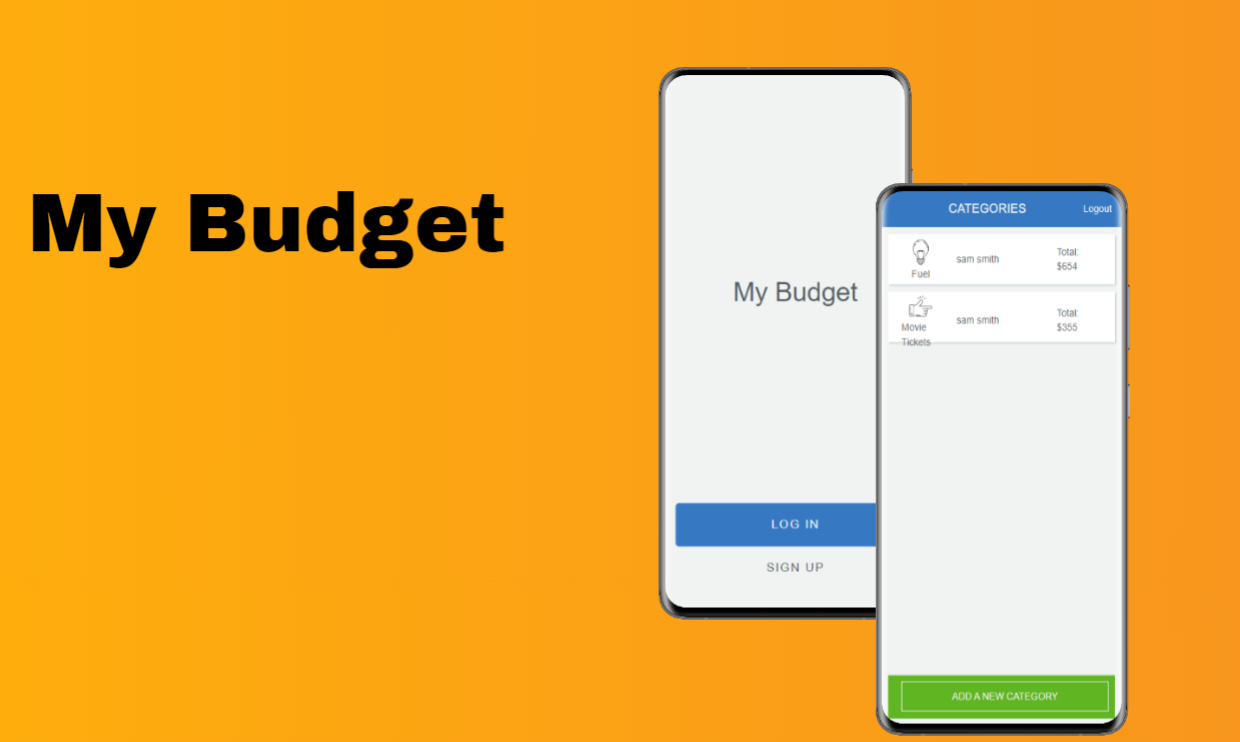 My Budget
My Budget
LOG IN
SIGN UP
CATEGORIES
Logout
Fuel
sam smith
Total:
$654
Movie
Tickets
sam smith
Total:
$355
ADD A NEW CATEGORY